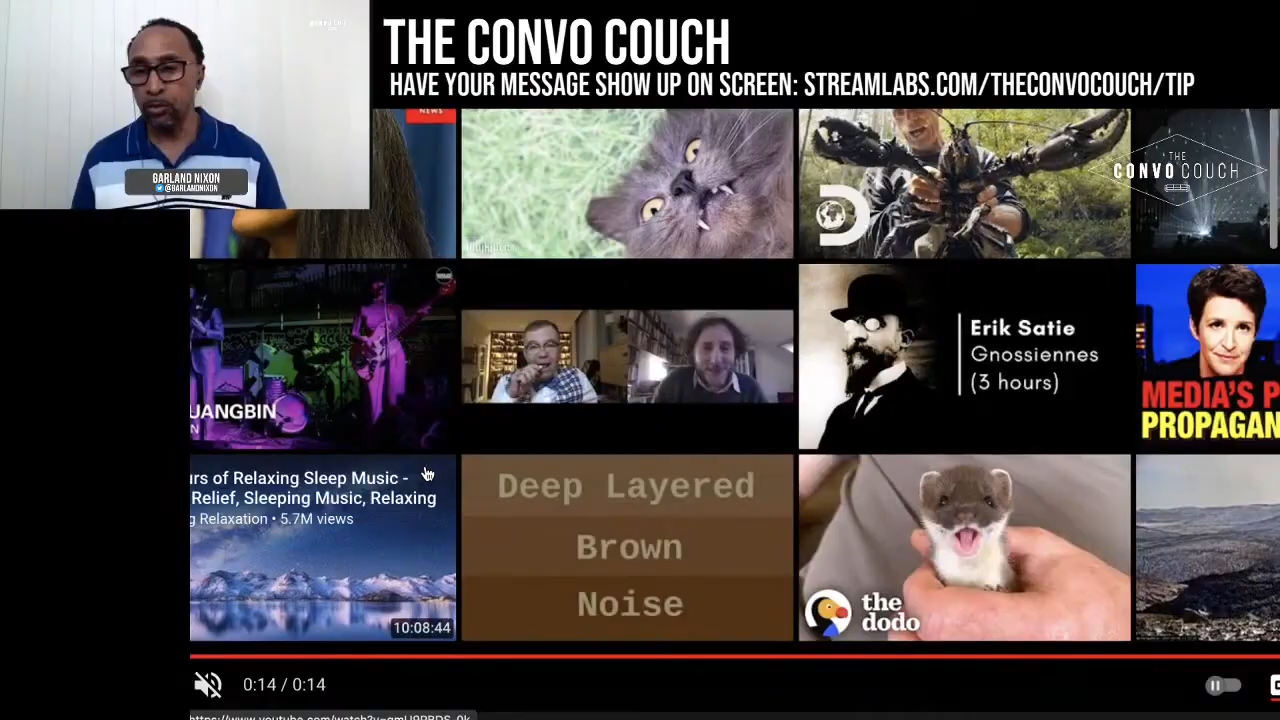 THE CONVO COUCH
HAVE YOUR MESSAGE SHOW UP ON SCREEN: STREAMLABS.COM/THECONVOCOUCH/TIP
GARLAND NIXON
@GARLANDNIXON
NEWS
THE
CONVO COUCH
UANGBIN
N
Erik Satie
Gnossiennes
(3 hours)
MEDIA'S P
PROPAGAN
urs of Relaxing Sleep Music -
Relief, Sleeping Music, Relaxing
g Relaxation • 5.7M views
10:08:44
Deep Layered
Brown
Noise
the
dodo
0:14 / 0:14